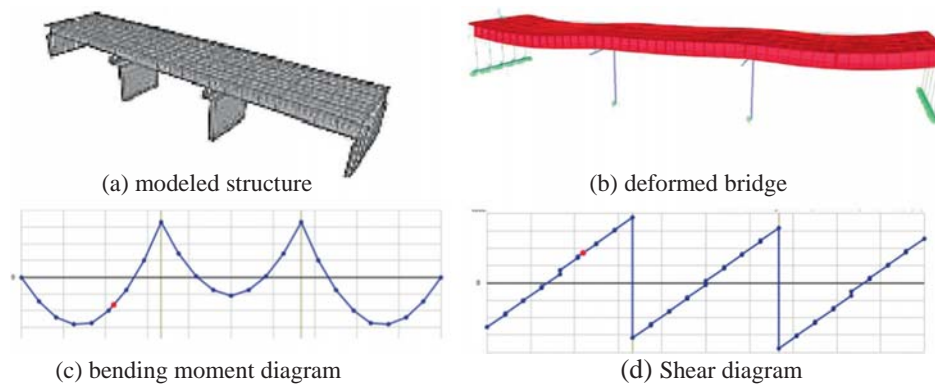 (a) modeled structure
(b) deformed bridge
(c) bending moment diagram
(d) Shear diagram